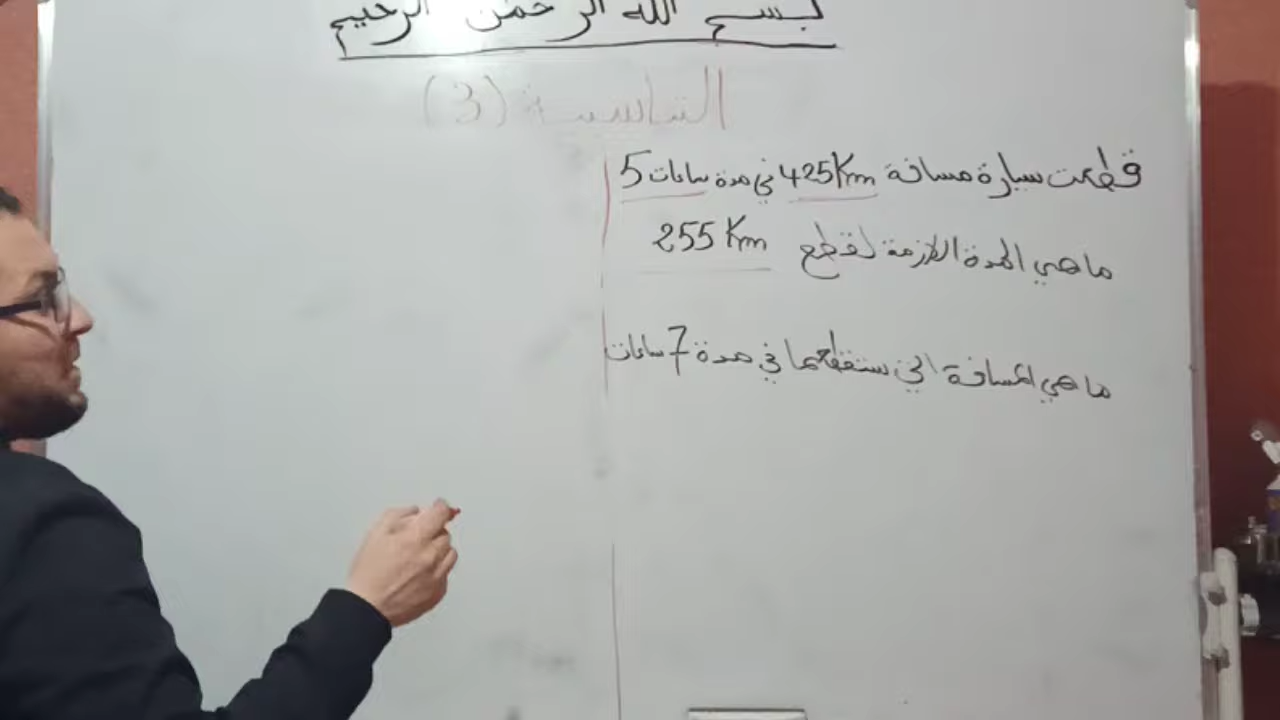 بسم الله الرحمن الرحيم
التناسبية (3)
قطعت سيارة مسافة 425Km في مدة 5 ساعات
ما هي المدة اللازمة لقطع 255 Km
ما هي المسافة التي ستقطعها في مدة 7 ساعات